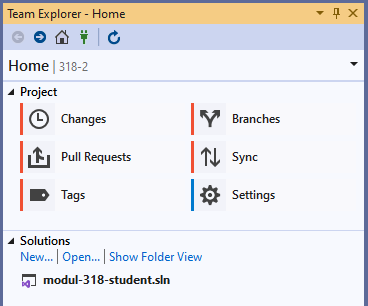 Team Explorer - Home
Home | 318-2
Project
Changes
Branches
Pull Requests
Sync
Tags
Settings
Solutions
New... | Open... | Show Folder View
modul-318-student.sln